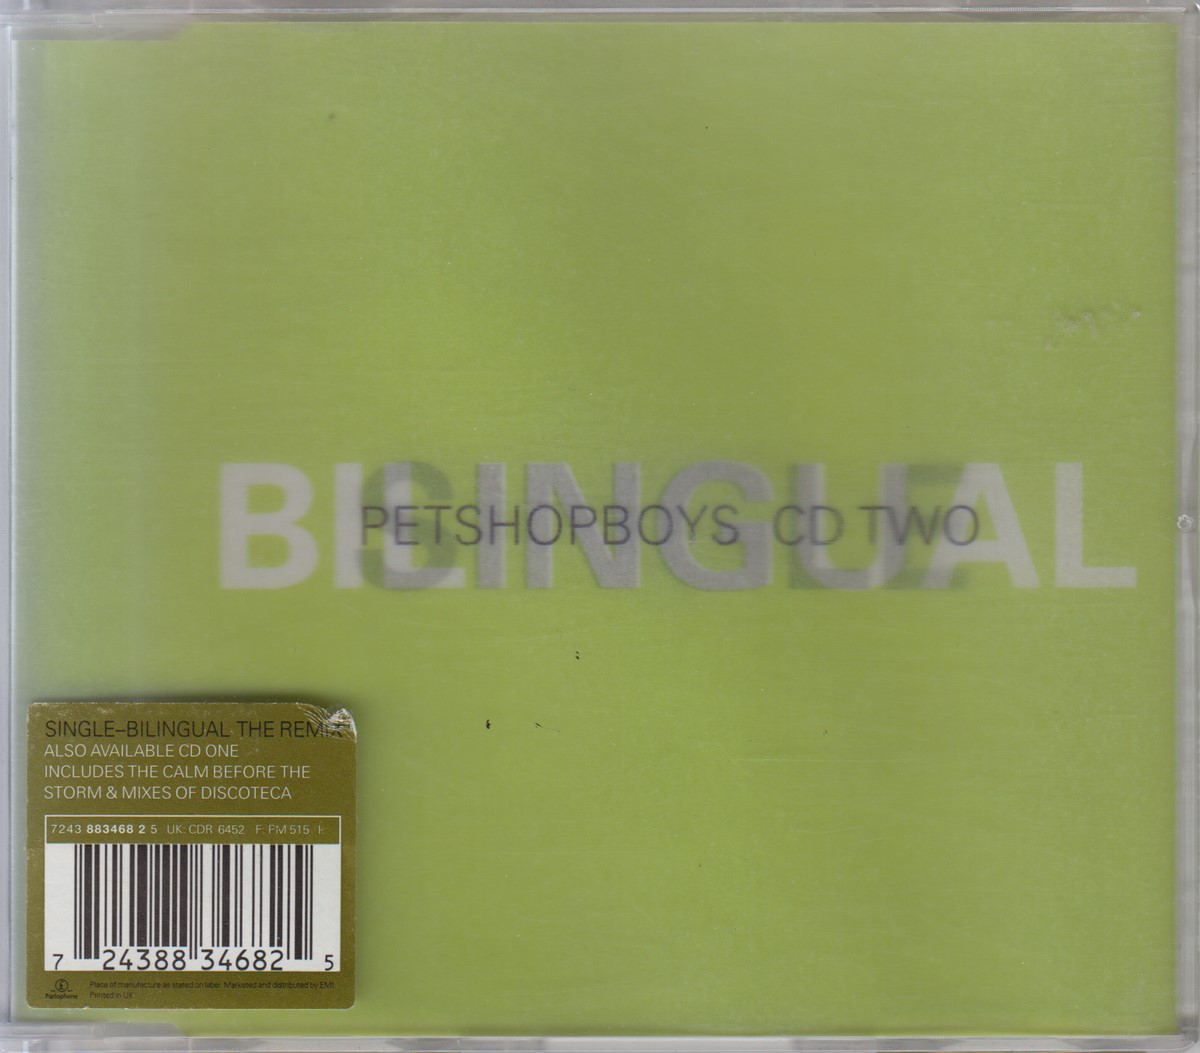 BILINGUAL
SINGLE
PETSHOPBOYS CD TWO
SINGLE–BILINGUAL THE REMIX
ALSO AVAILABLE CD ONE
INCLUDES THE CALM BEFORE THE
STORM & MIXES OF DISCOTECA
7243 883468 2 5 UK: CDR 6452 F: PM 515 I:
7 24388 34682 5
Parlophone
Place of manufacture as stated on label. Marketed and distributed by EMI.
Printed in UK